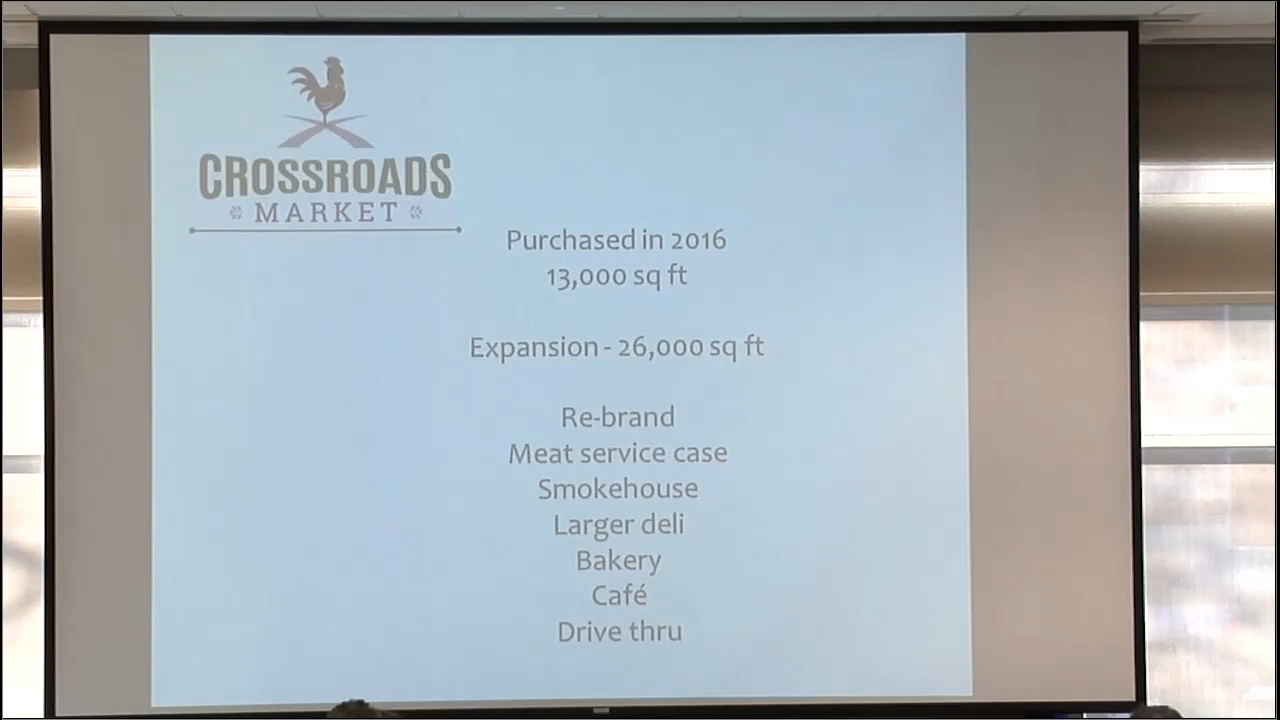 CROSSROADS
MARKET
Purchased in 2016
13,000 sq ft
Expansion - 26,000 sq ft
Re-brand
Meat service case
Smokehouse
Larger deli
Bakery
Café
Drive thru